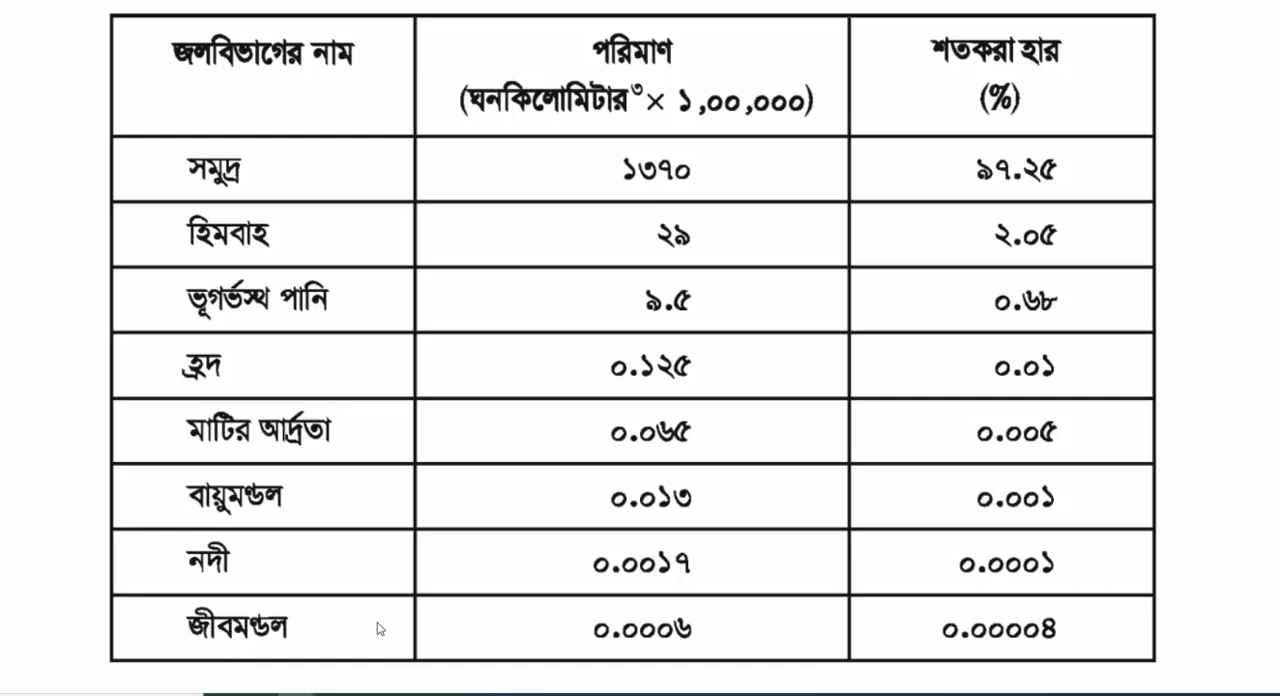 জলবিভাগের নাম পরিমাণ শতকরা হার
(ঘনকিলোমিটার³ × ১,০০,০০০) (%)
সমুদ্র ১৩৭০ ৯৭.২৫
হিমবাহ ২৯ ২.০৫
ভূগর্ভস্থ পানি ৯.৫ ০.৬৮
হ্রদ ০.১২৫ ০.০১
মাটির আর্দ্রতা ০.০৬৫ ০.০০৫
বায়ুমণ্ডল ০.০১৩ ০.০০১
নদী ০.০০১৭ ০.০০০১
জীবমণ্ডল ০.০০০৬ ০.০০০০৪